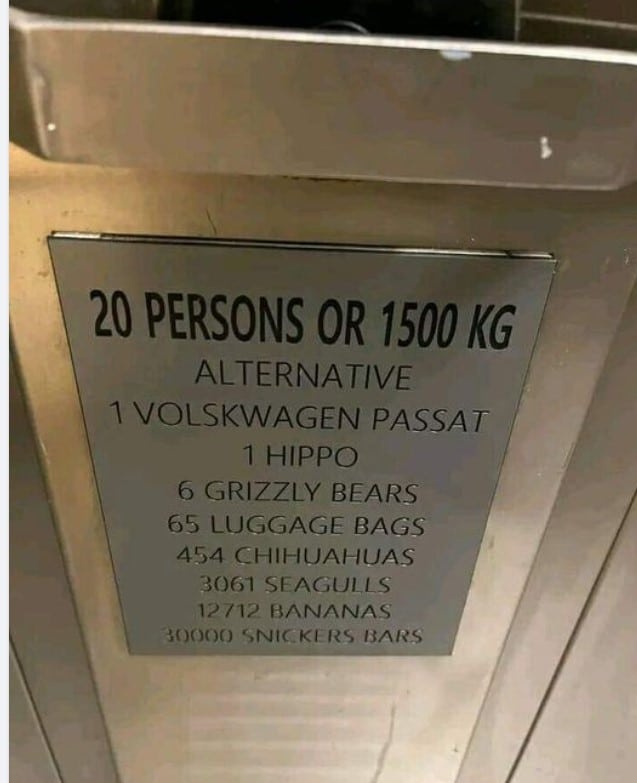 20 PERSONS OR 1500 KG
ALTERNATIVE
1 VOLSKWAGEN PASSAT
1 HIPPO
6 GRIZZLY BEARS
65 LUGGAGE BAGS
454 CHIHUAHUAS
3061 SEAGULLS
12712 BANANAS
30000 SNICKERS BARS